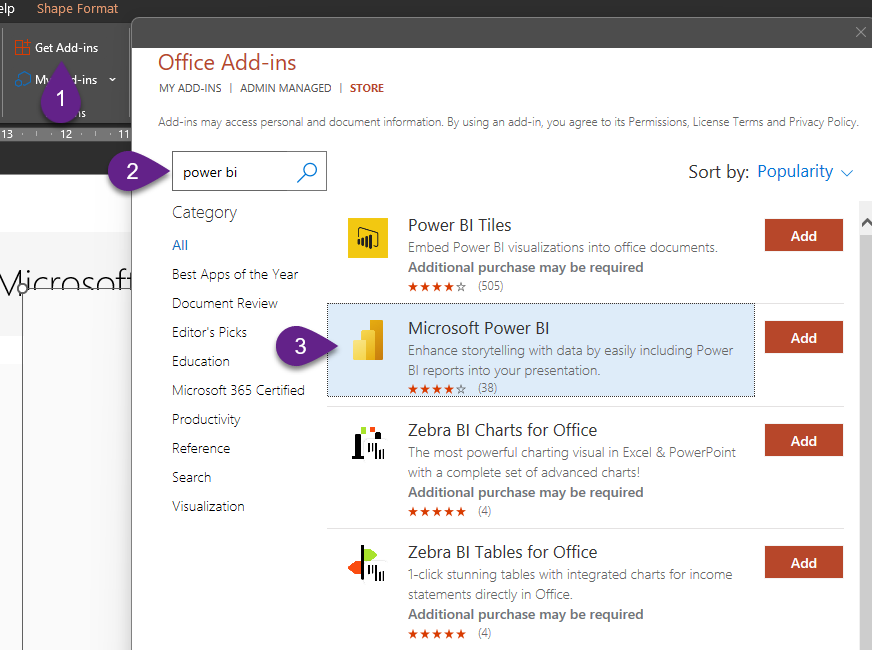 elp Shape Format
Get Add-ins
1
13 12 11
Office Add-ins
MY ADD-INS | ADMIN MANAGED | STORE
Add-ins may access personal and document information. By using an add-in, you agree to its Permissions, License Terms and Privacy Policy.
2
power bi
Sort by: Popularity
Microsoft
Category
All
Best Apps of the Year
Document Review
Editor's Picks
Education
Microsoft 365 Certified
Productivity
Reference
Search
Visualization
Power BI Tiles
Embed Power BI visualizations into office documents.
Additional purchase may be required
(505)
Add
3
Microsoft Power BI
Enhance storytelling with data by easily including Power
BI reports into your presentation.
(38)
Add
Zebra BI Charts for Office
The most powerful charting visual in Excel & PowerPoint
with a complete set of advanced charts!
Additional purchase may be required
(4)
Add
Zebra BI Tables for Office
1-click stunning tables with integrated charts for income
statements directly in Office.
Additional purchase may be required
(4)
Add